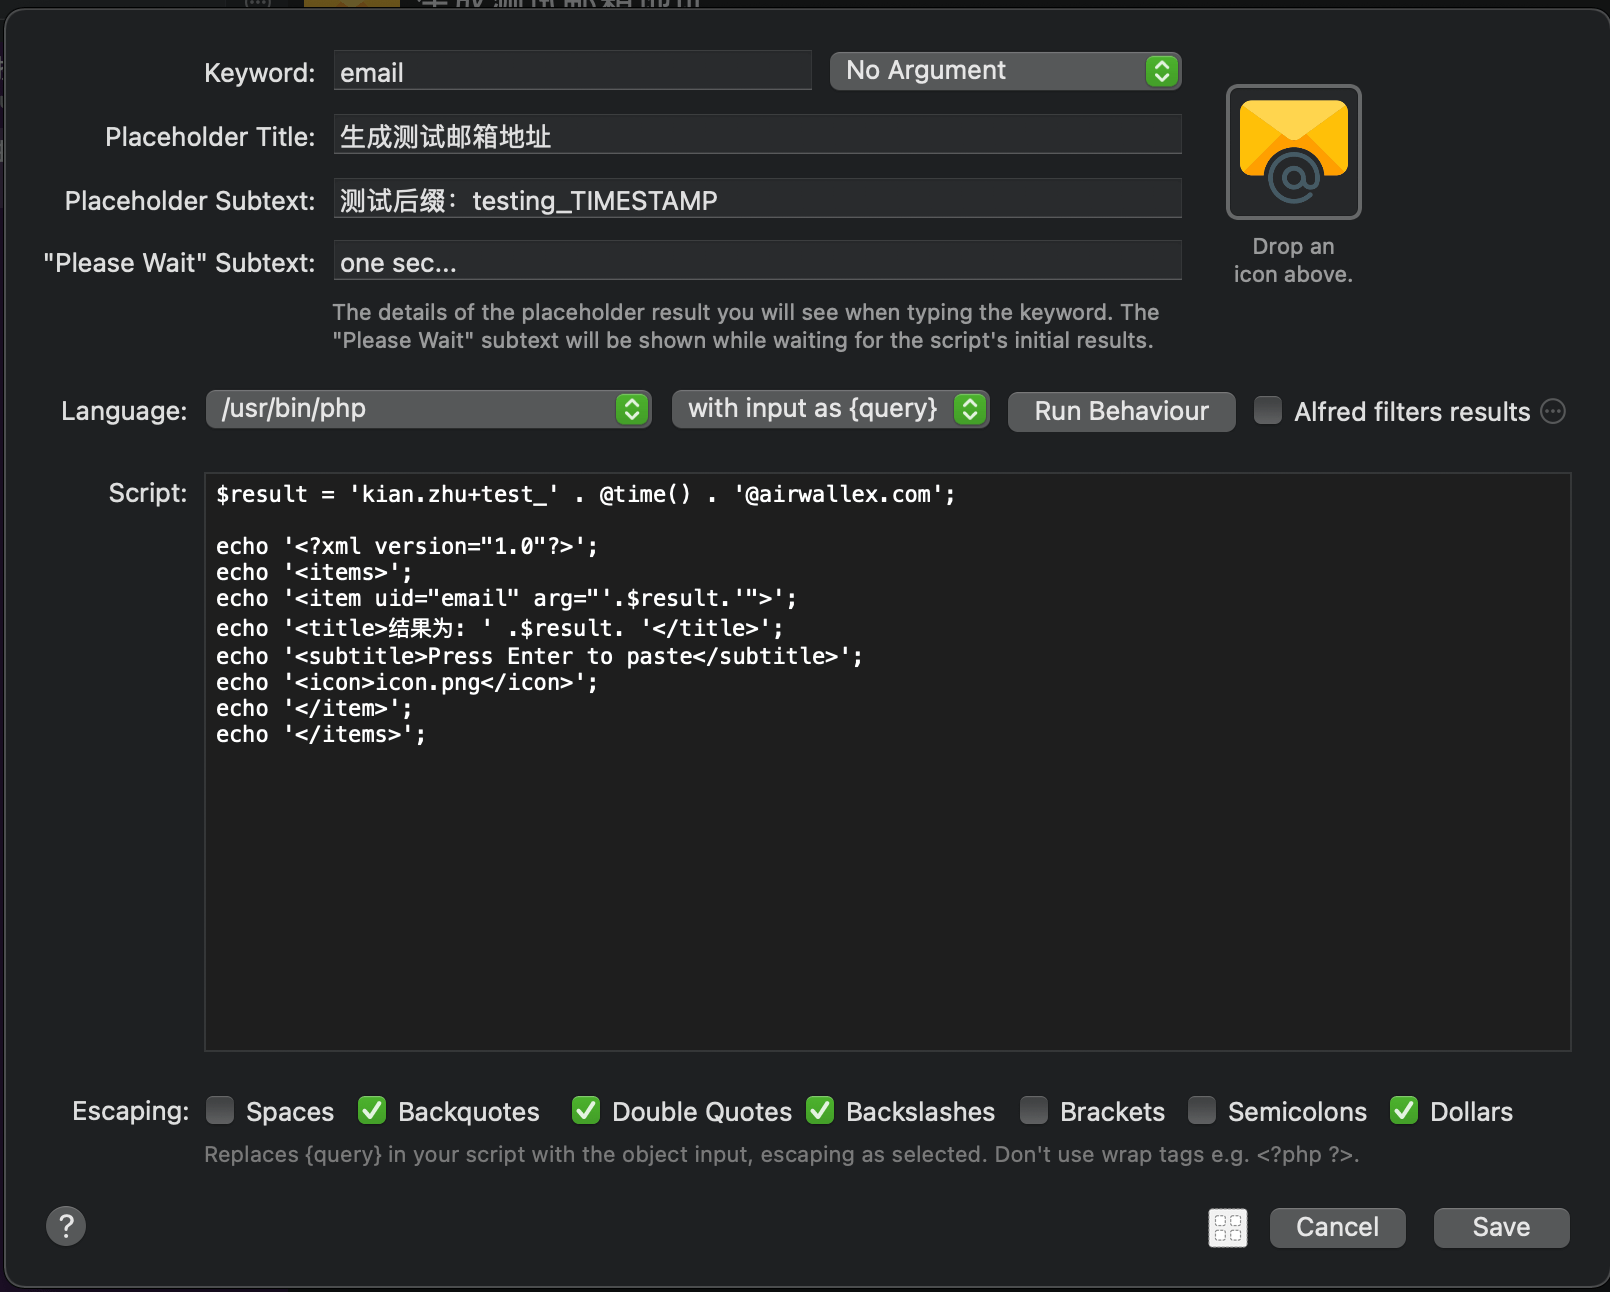 Keyword: email No Argument
Placeholder Title: 生成测试邮箱地址
Placeholder Subtext: 测试后缀：testing_TIMESTAMP
"Please Wait" Subtext: one sec...
Drop an
icon above.
The details of the placeholder result you will see when typing the keyword. The
"Please Wait" subtext will be shown while waiting for the script's initial results.
Language: /usr/bin/php with input as {query} Run Behaviour Alfred filters results
Script:
$result = 'kian.zhu+test_' . @time() . '@airwallex.com';
echo '<?xml version="1.0"?>';
echo '<items>';
echo '<item uid="email" arg="'.$result.'">';
echo '<title>结果为: ' .$result. '</title>';
echo '<subtitle>Press Enter to paste</subtitle>';
echo '<icon>icon.png</icon>';
echo '</item>';
echo '</items>';
Escaping: Spaces Backquotes Double Quotes Backslashes Brackets Semicolons Dollars
Replaces {query} in your script with the object input, escaping as selected. Don't use wrap tags e.g. <?php ?>.
? Cancel Save